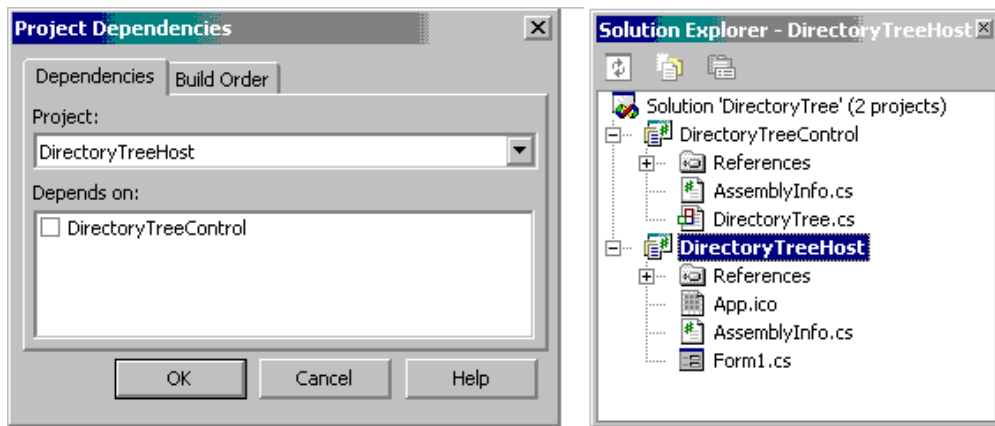 Project Dependencies
Dependencies
Build Order
Project:
DirectoryTreeHost
Depends on:
DirectoryTreeControl
OK
Cancel
Help
Solution Explorer - DirectoryTreeHost
Solution 'DirectoryTree' (2 projects)
DirectoryTreeControl
References
AssemblyInfo.cs
DirectoryTree.cs
DirectoryTreeHost
References
App.ico
AssemblyInfo.cs
Form1.cs